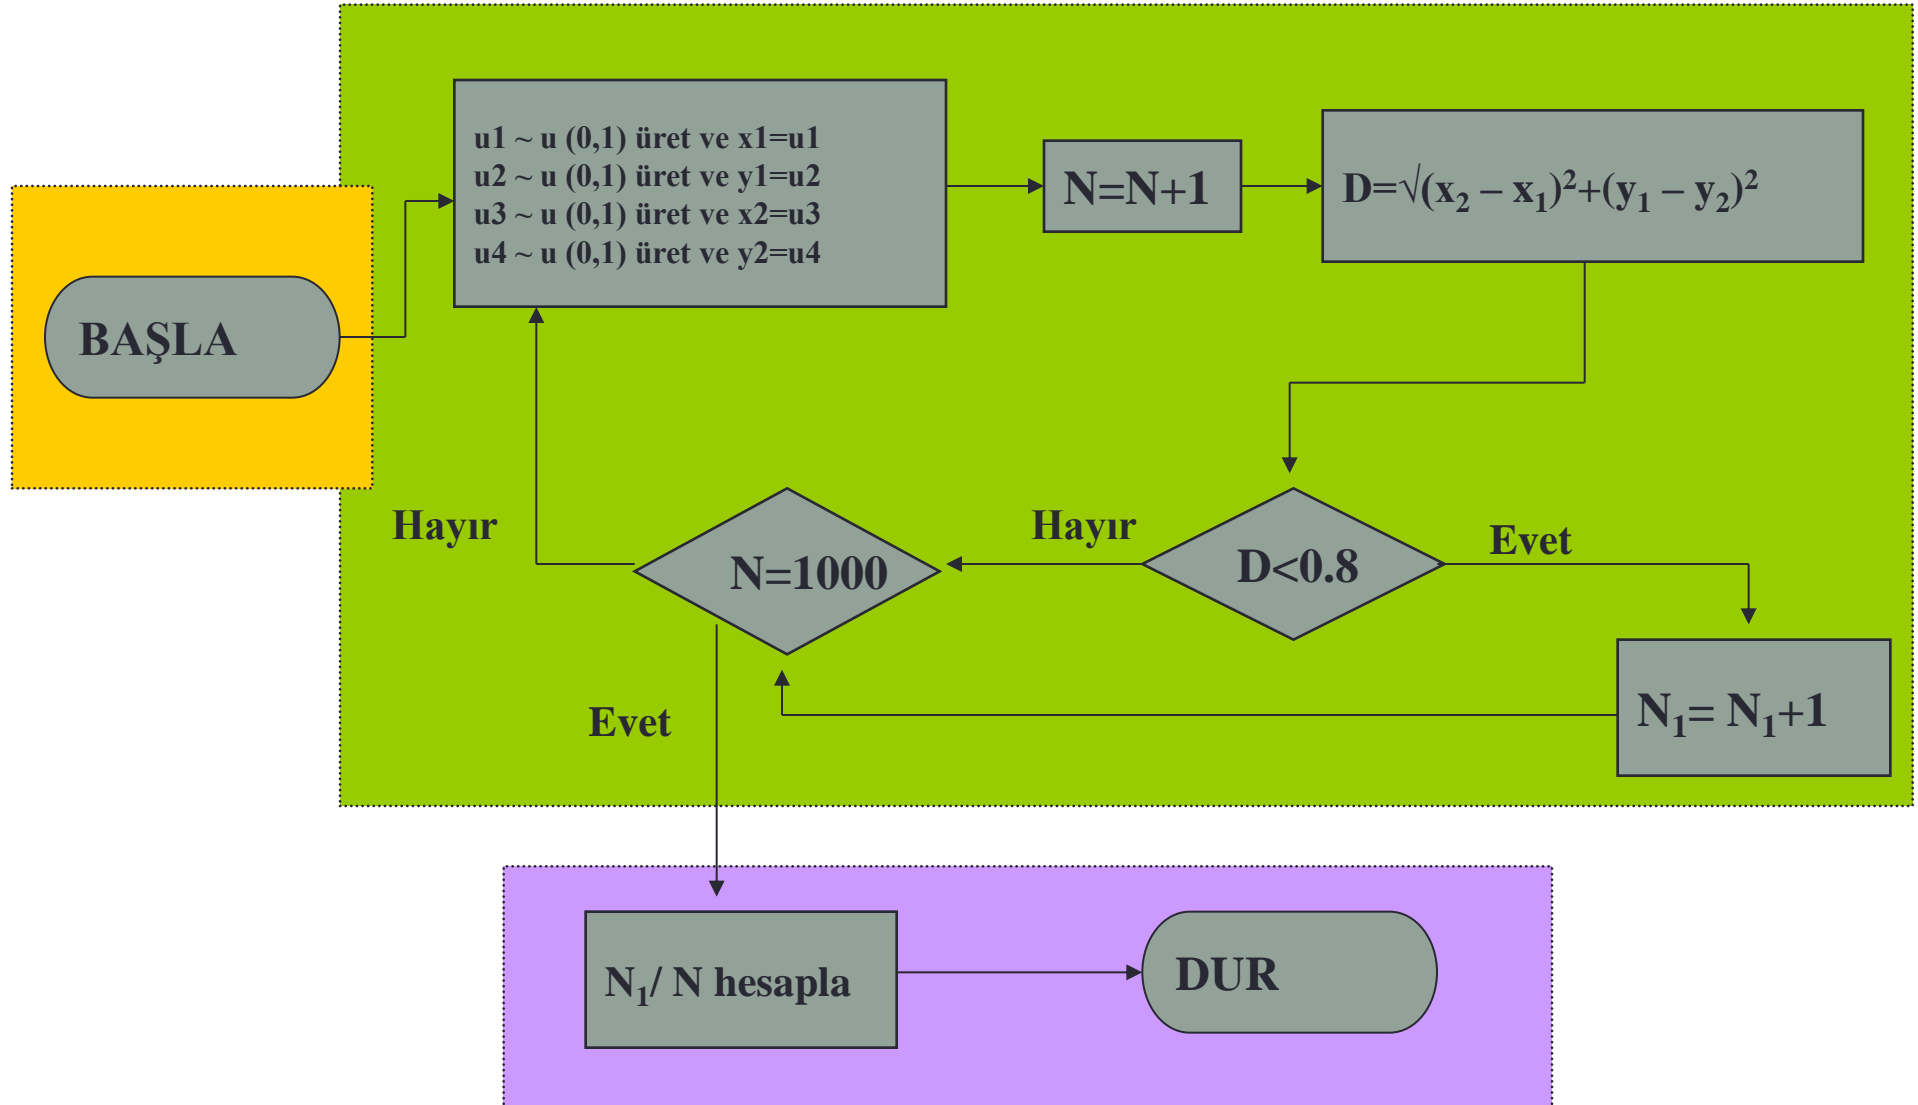 BAŞLA
u1 ~ u (0,1) üret ve x1=u1
u2 ~ u (0,1) üret ve y1=u2
u3 ~ u (0,1) üret ve x2=u3
u4 ~ u (0,1) üret ve y2=u4
N=N+1
D=√(x₂ – x₁)²+(y₁ – y₂)²
D<0.8
Hayır
Evet
N₁= N₁+1
N=1000
Hayır
Evet
N₁/ N hesapla
DUR